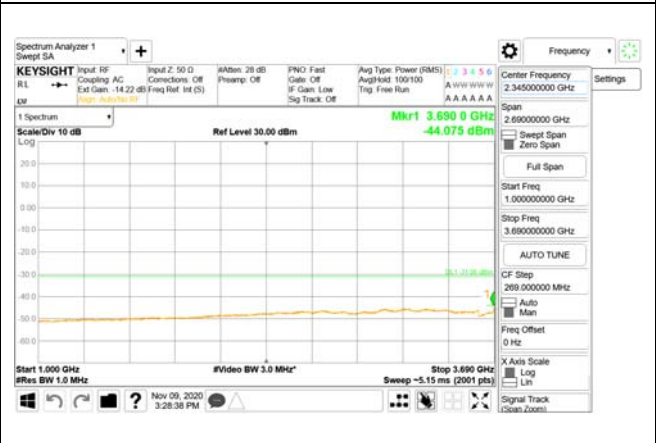 Spectrum Analyzer 1
Swept SA
Frequency
KEYSIGHT Input: RF Input Z: 50 Ω #Atten: 28 dB PNO: Fast Avg Type: Power (RMS) 1 2 3 4 5 6
RL Coupling: AC Corrections: Off Preamp: Off Gate: Off Avg|Hold: 100/100 A W W W W W
Ext Gain: -14.22 dB Freq Ref: Int (S) IF Gain: Low Trig: Free Run A A A A A A
Align: Auto/No RF Sig Track: Off
Center Frequency
2.345000000 GHz
Settings
1 Spectrum
Mkr1 3.690 0 GHz
Scale/Div 10 dB Ref Level 30.00 dBm -44.075 dBm
Log
Span
2.69000000 GHz
Swept Span
Zero Span
Full Span
Start Freq
1.000000000 GHz
Stop Freq
3.690000000 GHz
AUTO TUNE
CF Step
269.000000 MHz
Auto
Man
Freq Offset
0 Hz
X Axis Scale
Log
Lin
Signal Track
(Span Zoom)
20.0
10.0
0.00
-10.0
-20.0
-30.0
-40.0
-50.0
-60.0
1
Start 1.000 GHz #Video BW 3.0 MHz* Stop 3.690 GHz
#Res BW 1.0 MHz Sweep ~5.15 ms (2001 pts)
Nov 09, 2020
3:28:38 PM